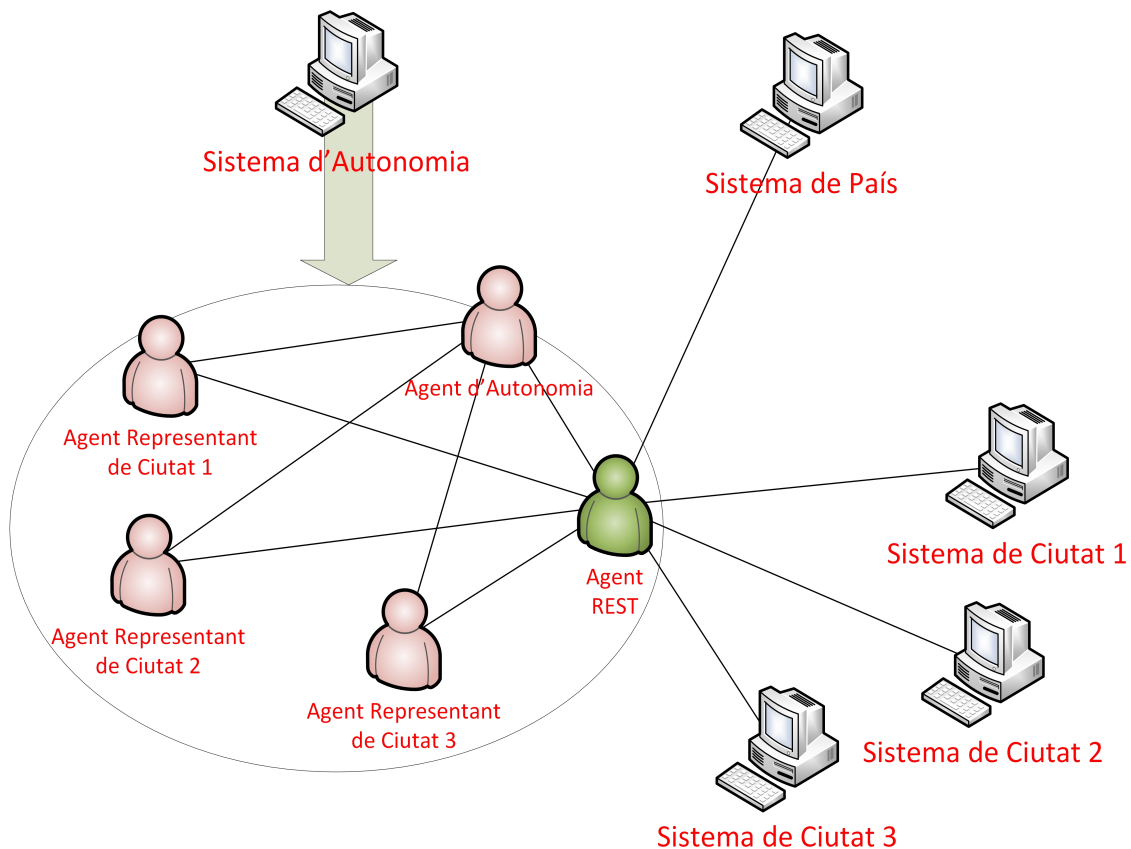 Sistema d'Autonomia
Sistema de País
Agent d'Autonomia
Agent Representant
de Ciutat 1
Agent
REST
Sistema de Ciutat 1
Agent Representant
de Ciutat 2
Agent Representant
de Ciutat 3
Sistema de Ciutat 2
Sistema de Ciutat 3